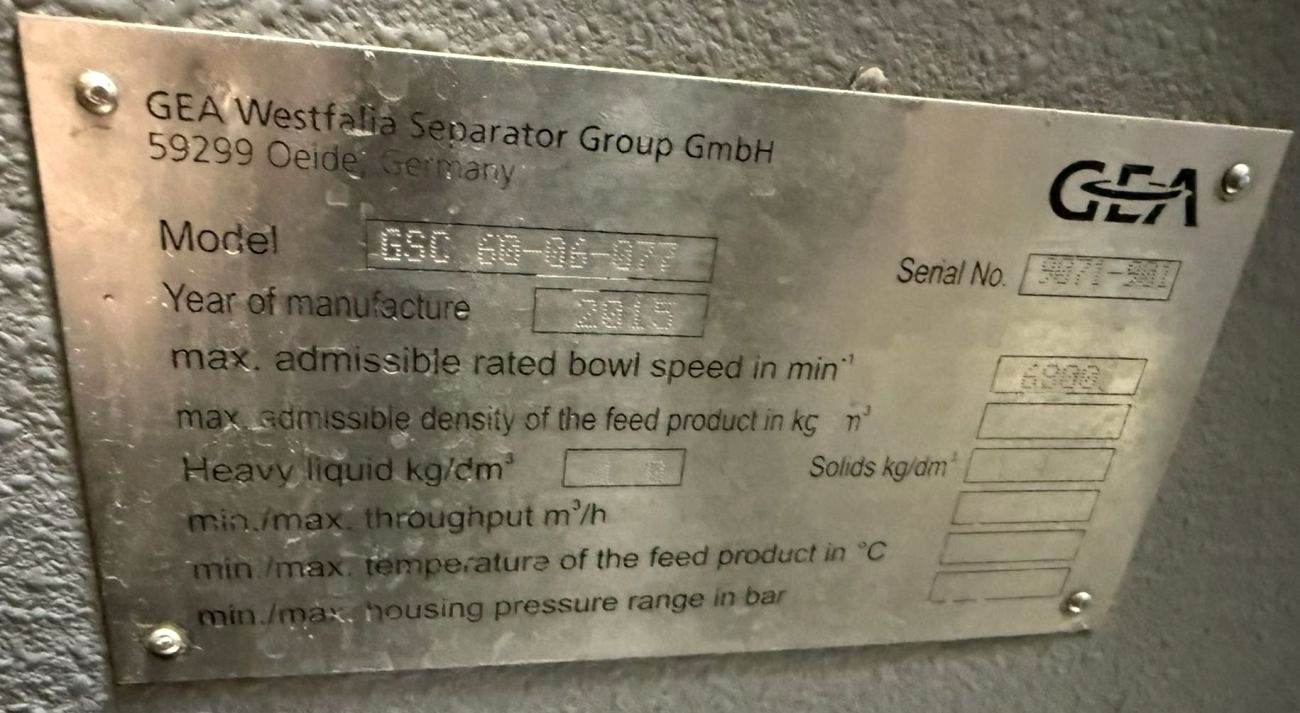 GEA Westfalia Separator Group GmbH
59299 Oelde, Germany
GEA
Model GSC 60-06-077
Serial No. 9071-901
Year of manufacture 2015
max. admissible rated bowl speed in min⁻¹
max. admissible density of the feed product in kg m³
Heavy liquid kg/dm³ Solids kg/dm³
min./max. throughput m³/h
min./max. temperature of the feed product in °C
min./max. housing pressure range in bar